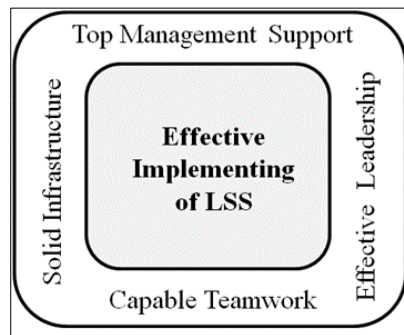 Top Management Support
Solid Infrastructure
Effective
Implementing
of LSS
Effective Leadership
Capable Teamwork